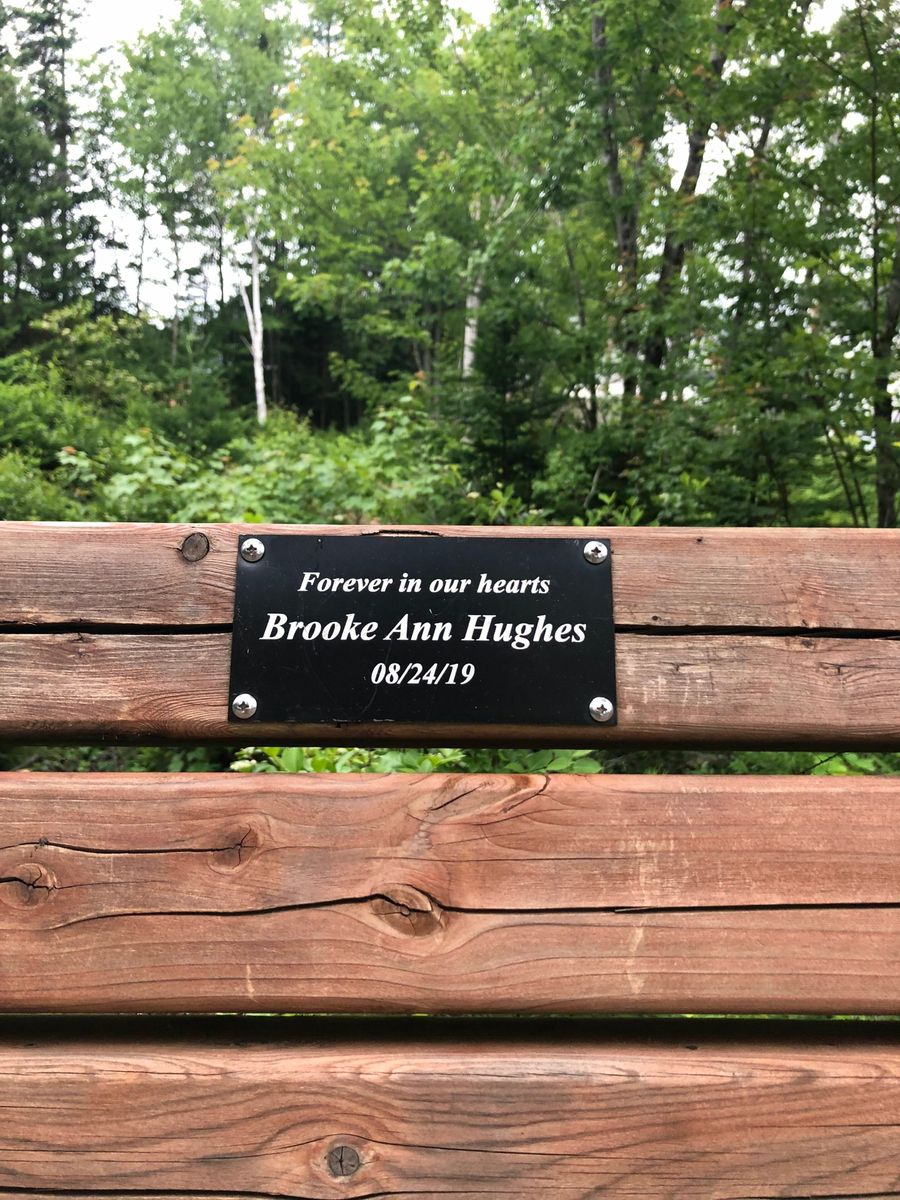 Forever in our hearts
Brooke Ann Hughes
08/24/19